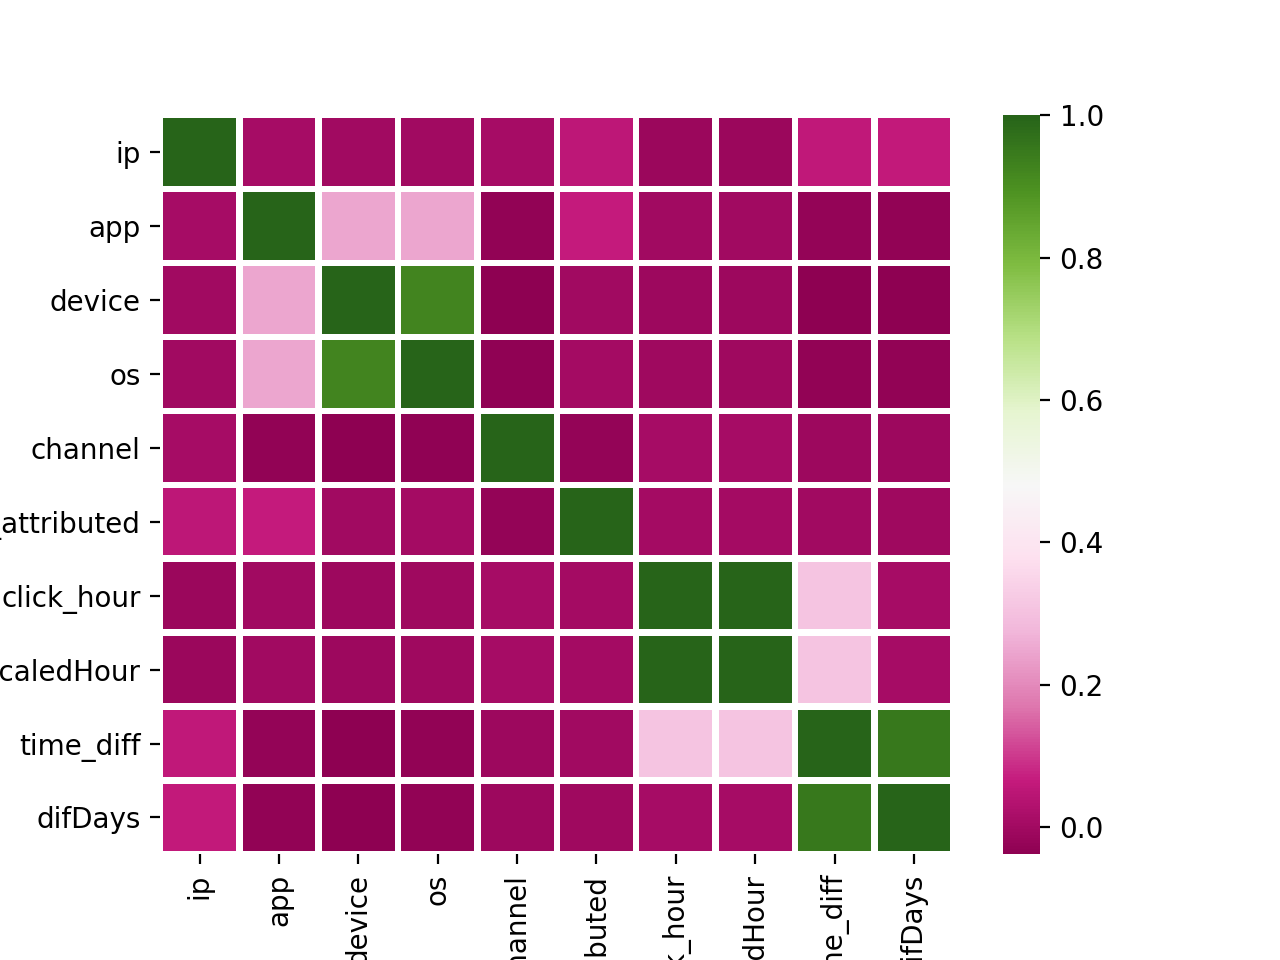 ip
app
device
os
channel
_attributed
click_hour
caledHour
time_diff
difDays
ip
app
device
os
hannel
buted
k_hour
dHour
ne_diff
ifDays
1.0
0.8
0.6
0.4
0.2
0.0